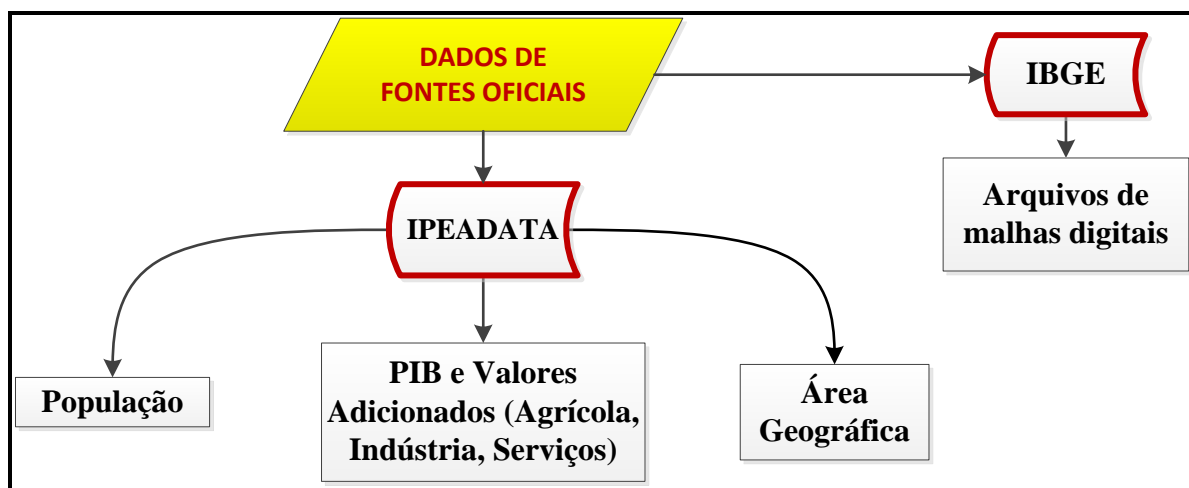 DADOS DE
FONTES OFICIAIS
IBGE
Arquivos de
malhas digitais
IPEADATA
População
PIB e Valores
Adicionados (Agrícola,
Indústria, Serviços)
Área
Geográfica